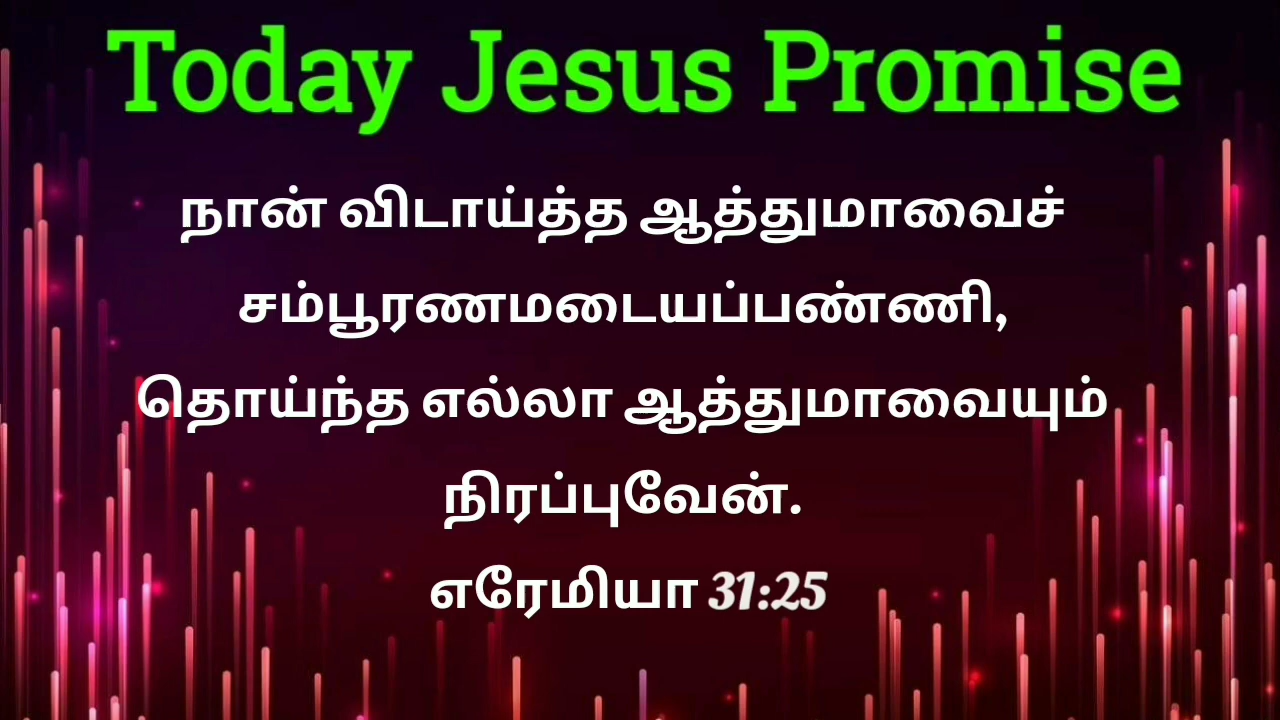 Today Jesus Promise
நான் விடாய்த்த ஆத்துமாவைச்
சம்பூரணமடையப்பண்ணி,
தொய்ந்த எல்லா ஆத்துமாவையும்
நிரப்புவேன்.
எரேமியா 31:25